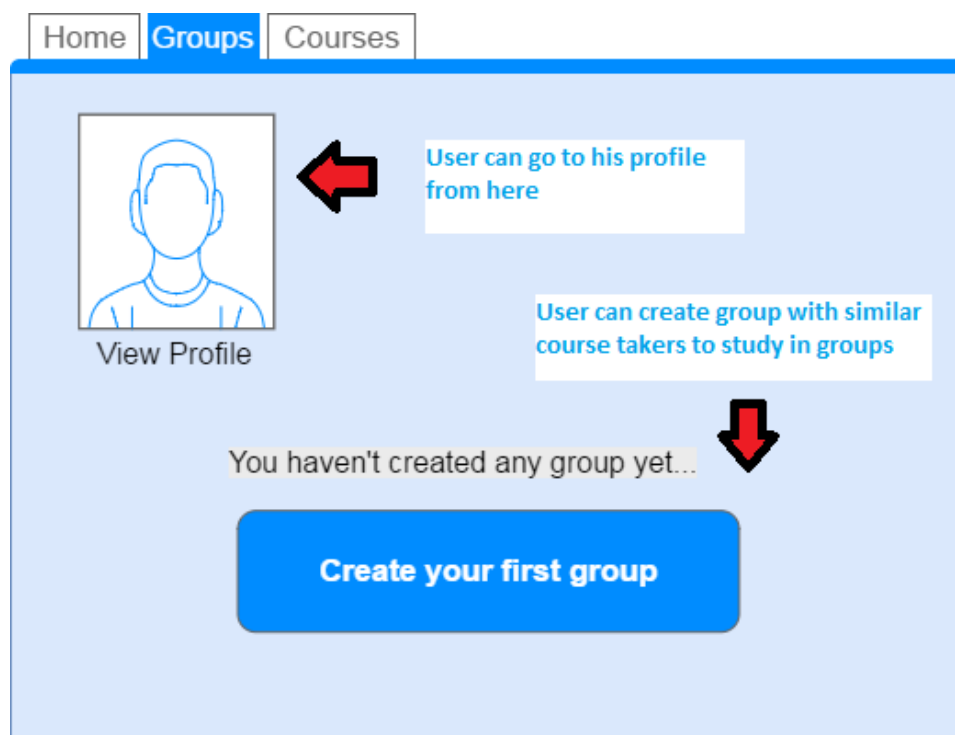 Home Groups Courses
User can go to his profile
from here
View Profile
User can create group with similar
course takers to study in groups
You haven't created any group yet...
Create your first group